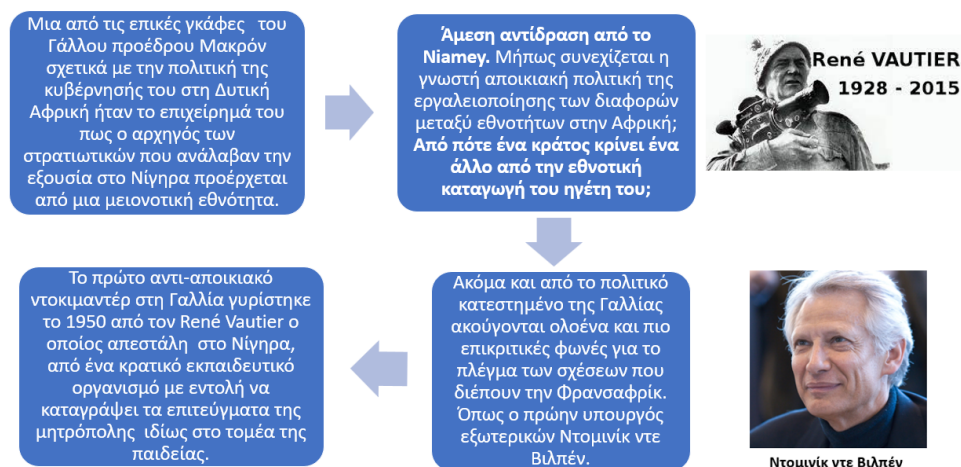 Μια από τις επικές γκάφες του
Γάλλου προέδρου Μακρόν
σχετικά με την πολιτική της
κυβέρνησής του στη Δυτική
Αφρική ήταν το επιχείρημά του
πως ο αρχηγός των
στρατιωτικών που ανάλαβαν την
εξουσία στο Νίγηρα προέρχεται
από μια μειονοτική εθνότητα.
Άμεση αντίδραση από το
Niamey. Μήπως συνεχίζεται η
γνωστή αποικιακή πολιτική της
εργαλειοποίησης των διαφορών
μεταξύ εθνοτήτων στην Αφρική;
Από πότε ένα κράτος κρίνει ένα
άλλο από την εθνοτική
καταγωγή του ηγέτη του;
René VAUTIER
1928 - 2015
Ακόμα και από το πολιτικό
κατεστημένο της Γαλλίας
ακούγονται ολοένα και πιο
επικριτικές φωνές για το
πλέγμα των σχέσεων που
διέπουν την Φρανσαφρίκ.
Όπως ο πρώην υπουργός
εξωτερικών Ντομινίκ ντε
Βιλπέν.
Ντομινίκ ντε Βιλπέν
Το πρώτο αντι-αποικιακό
ντοκιμαντέρ στη Γαλλία γυρίστηκε
το 1950 από τον René Vautier ο
οποίος απεστάλη στο Νίγηρα,
από ένα κρατικό εκπαιδευτικό
οργανισμό με εντολή να
καταγράψει τα επιτεύγματα της
μητρόπολης ιδίως στο τομέα της
παιδείας.